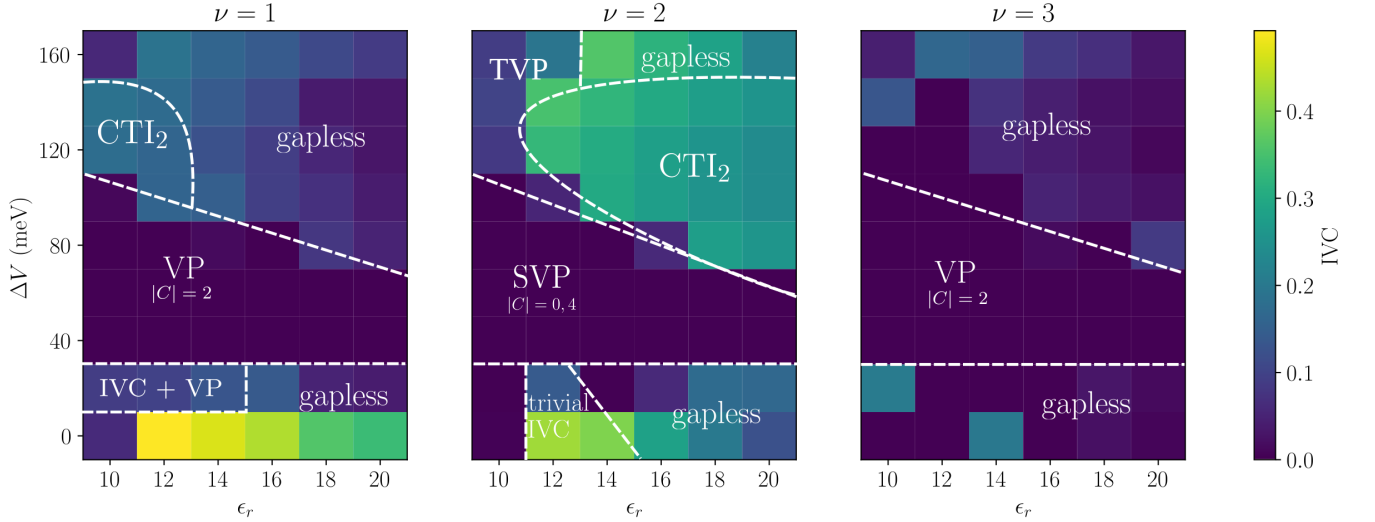 ν = 1
ν = 2
ν = 3
ΔV (meV)
160
120
80
40
0
CTI₂
gapless
VP
|C| = 2
IVC + VP
gapless
10 12 14 16 18 20
ϵᵣ
TVP
gapless
CTI₂
SVP
|C| = 0, 4
trivial
IVC
gapless
10 12 14 16 18 20
ϵᵣ
gapless
VP
|C| = 2
gapless
10 12 14 16 18 20
ϵᵣ
0.4
0.3
0.2
0.1
0.0
IVC